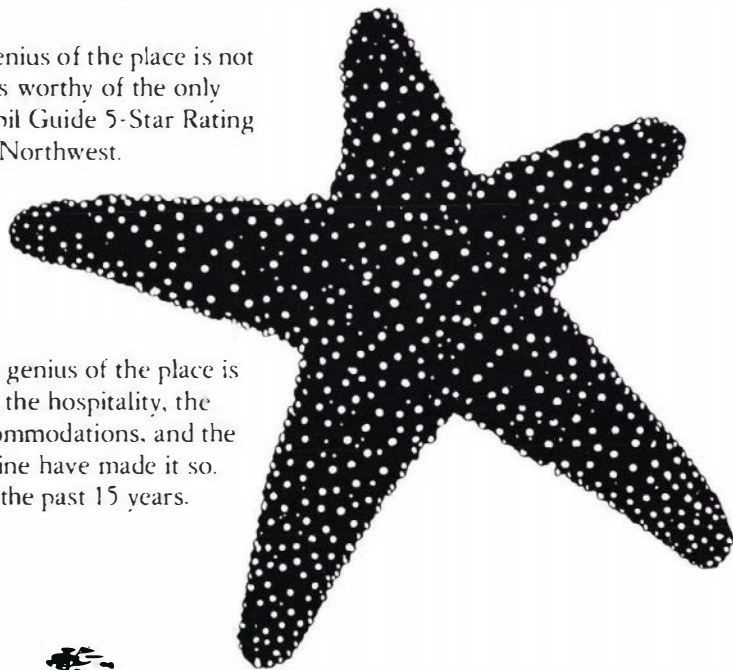 enius of the place is not
s worthy of the only
oil Guide 5-Star Rating
Northwest.
genius of the place is
the hospitality, the
ommodations, and the
ine have made it so.
the past 15 years.